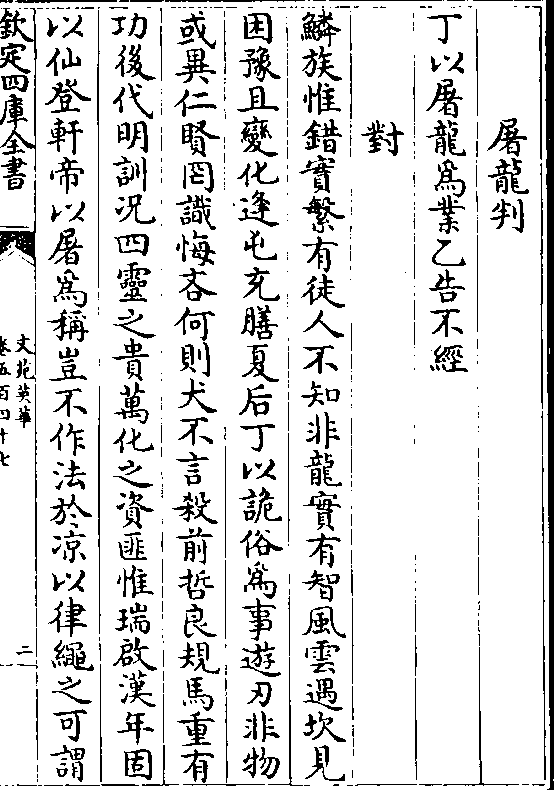 屠龍判
丁以屠龍爲業乙告不經
對
鱗族惟錯實繁有徒人不知非龍實有智風雲遇坎見
困豫且變化逢屯充膳夏后丁以詭俗爲事遊刃非物
或異仁賢罔識悔吝何則犬不言殺前哲良規馬重有
功後代明訓況四靈之貴萬化之資匪惟瑞啟漢年固
以仙登軒帝以屠爲稱豈不作法於凉以律繩之可謂
欽定四庫全書
文苑英華
卷五百四十七
二